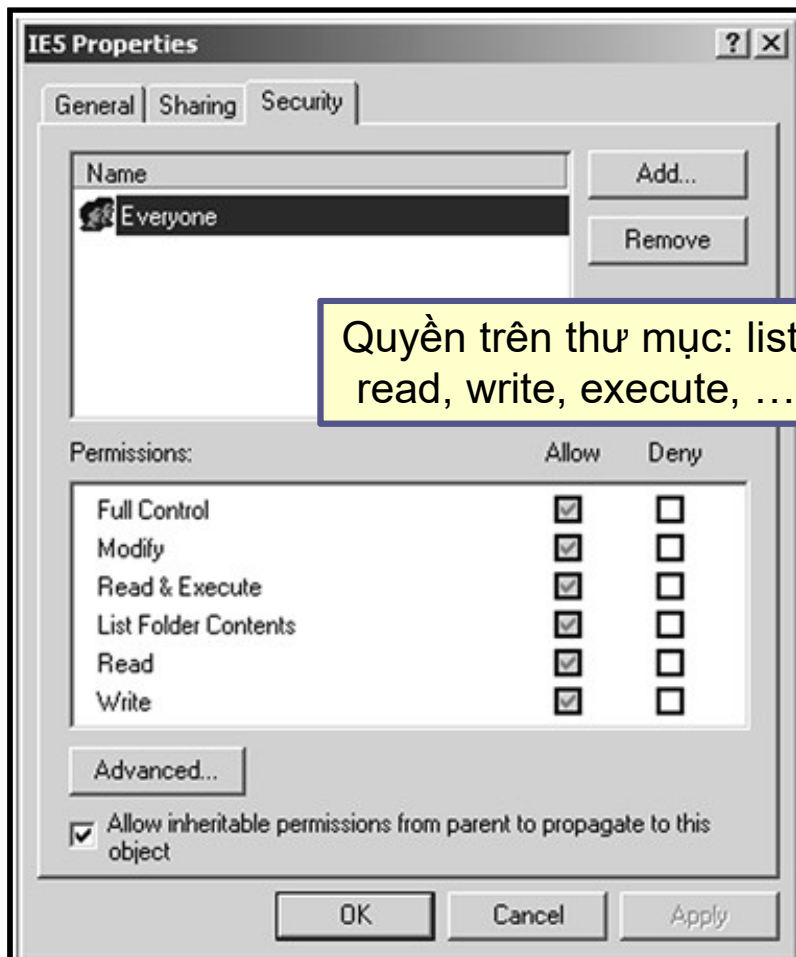 IE5 Properties
General Sharing Security
Name
Add...
Everyone
Remove
Quyền trên thư mục: list
read, write, execute, …
Permissions: Allow Deny
Full Control
Modify
Read & Execute
List Folder Contents
Read
Write
Advanced...
Allow inheritable permissions from parent to propagate to this
object
OK Cancel Apply